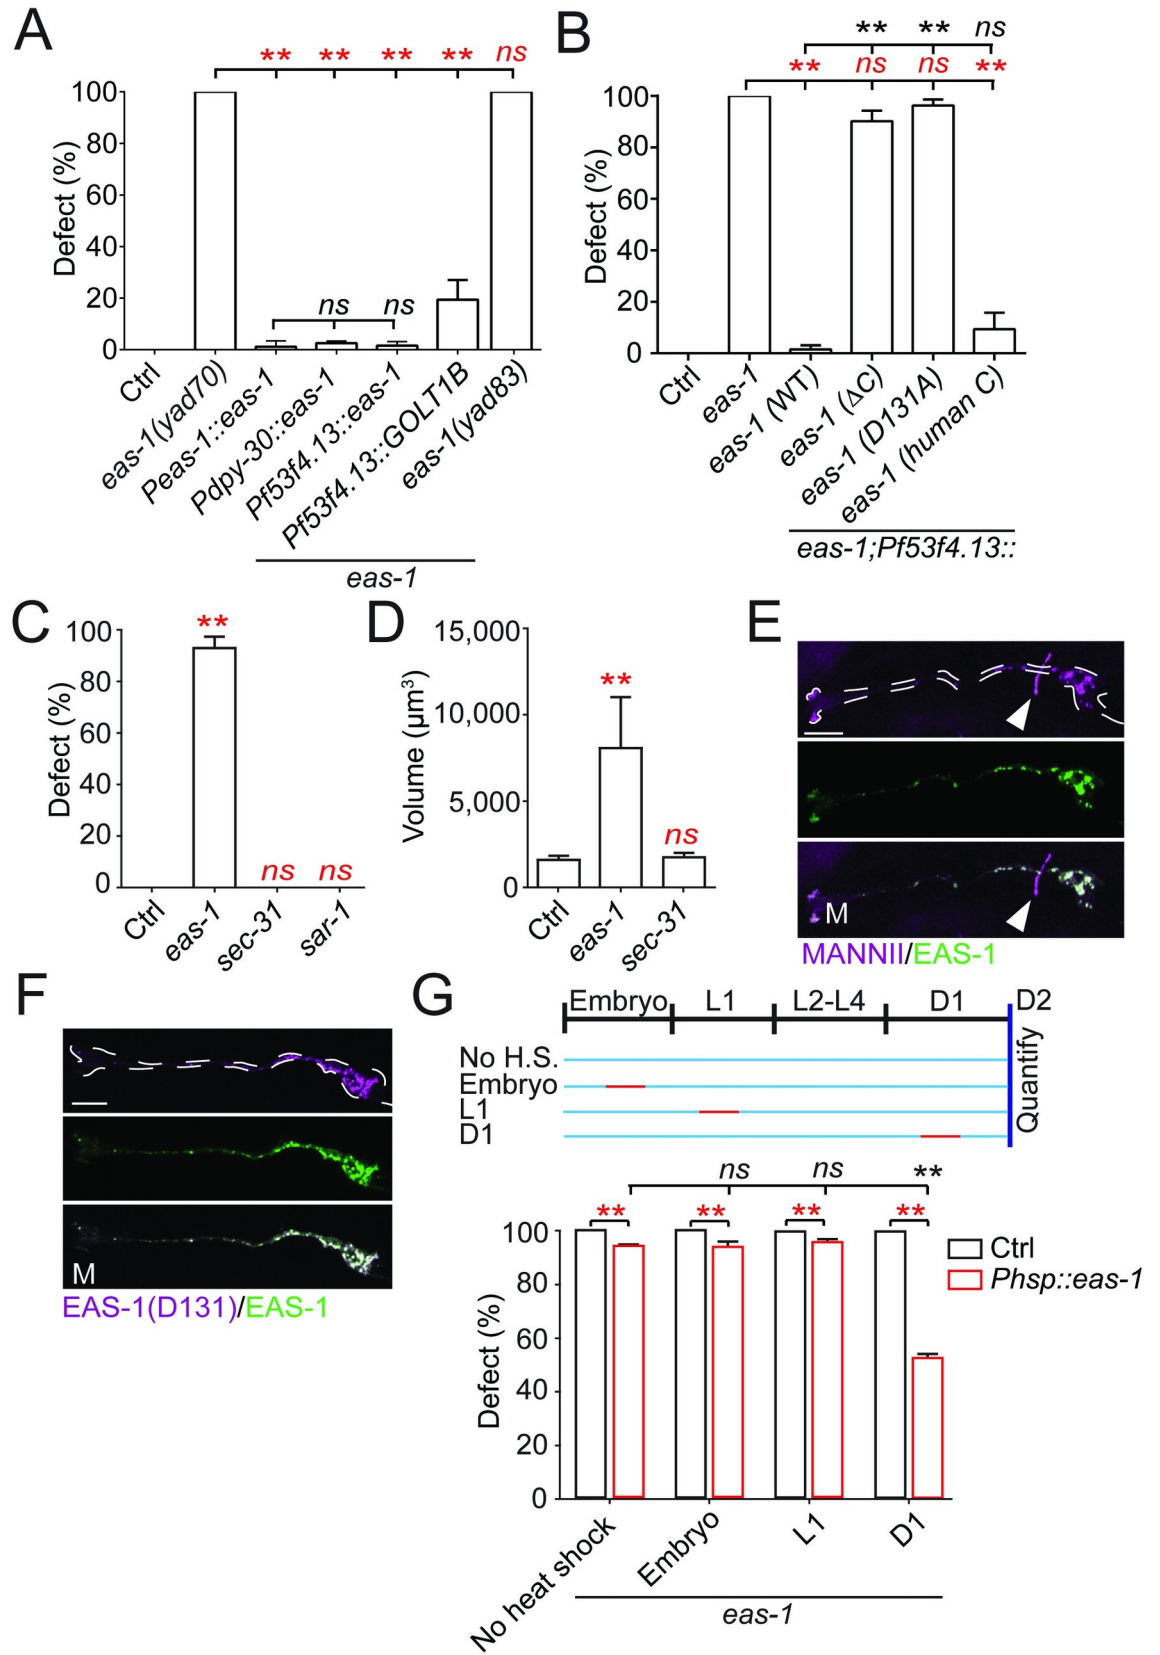 A
** ** ** ** ns
Defect (%)
100
80
60
40
20
0
ns ns
Ctrl
eas-1(yad70)
Peas-1::eas-1
Pdpy-30::eas-1
Pf53f4.13::eas-1
Pf53f4.13::GOLT1B
eas-1(yad83)
eas-1
B
** ** ns
** ns ns **
Defect (%)
100
80
60
40
20
0
Ctrl
eas-1
eas-1 (WT)
eas-1 (ΔC)
eas-1 (D131A)
eas-1 (human C)
eas-1;Pf53f4.13::
C
Defect (%)
100
80
60
40
20
0
**
ns ns
Ctrl
eas-1
sec-31
sar-1
D
Volume (µm³)
15,000
10,000
5,000
0
**
ns
Ctrl
eas-1
sec-31
E
M
MANNII/EAS-1
F
M
EAS-1(D131)/EAS-1
G
Embryo L1 L2-L4 D1 D2
No H.S.
Embryo
L1
D1
Quantify
ns ns **
** ** ** **
Defect (%)
100
80
60
40
20
0
Ctrl
Phsp::eas-1
No heat shock
Embryo
L1
D1
eas-1